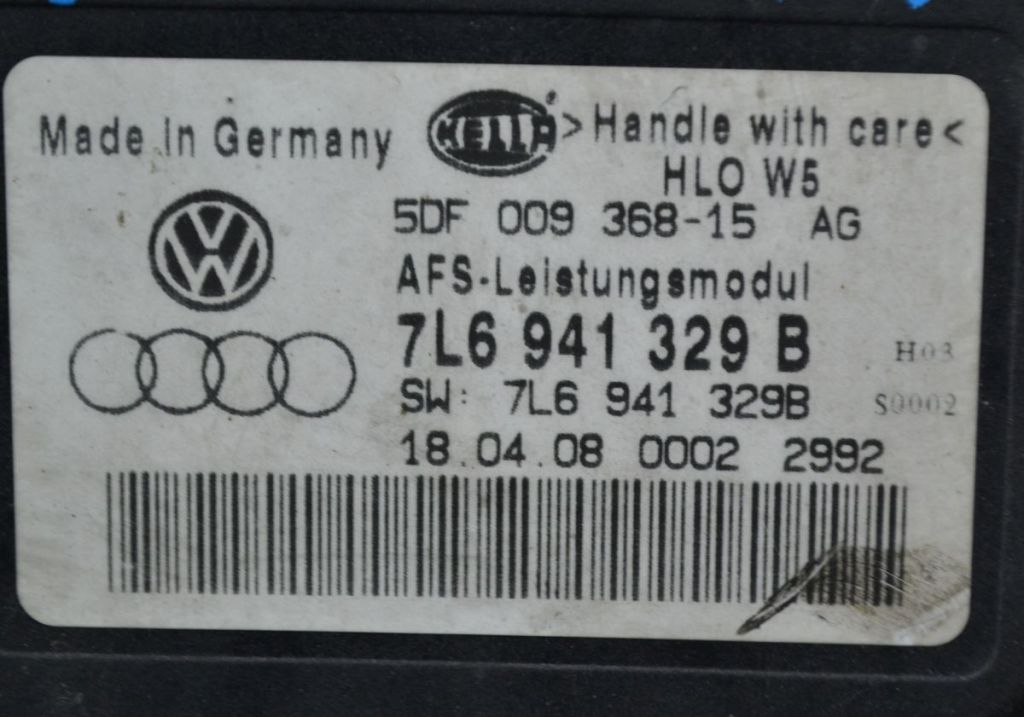 Made in Germany HELLA >Handle with care<
HLO W5
5DF 009 368-15 AG
AFS-Leistungsmodul
7L6 941 329 B H03
SW: 7L6 941 329B S0002
18.04.08 0002 2992